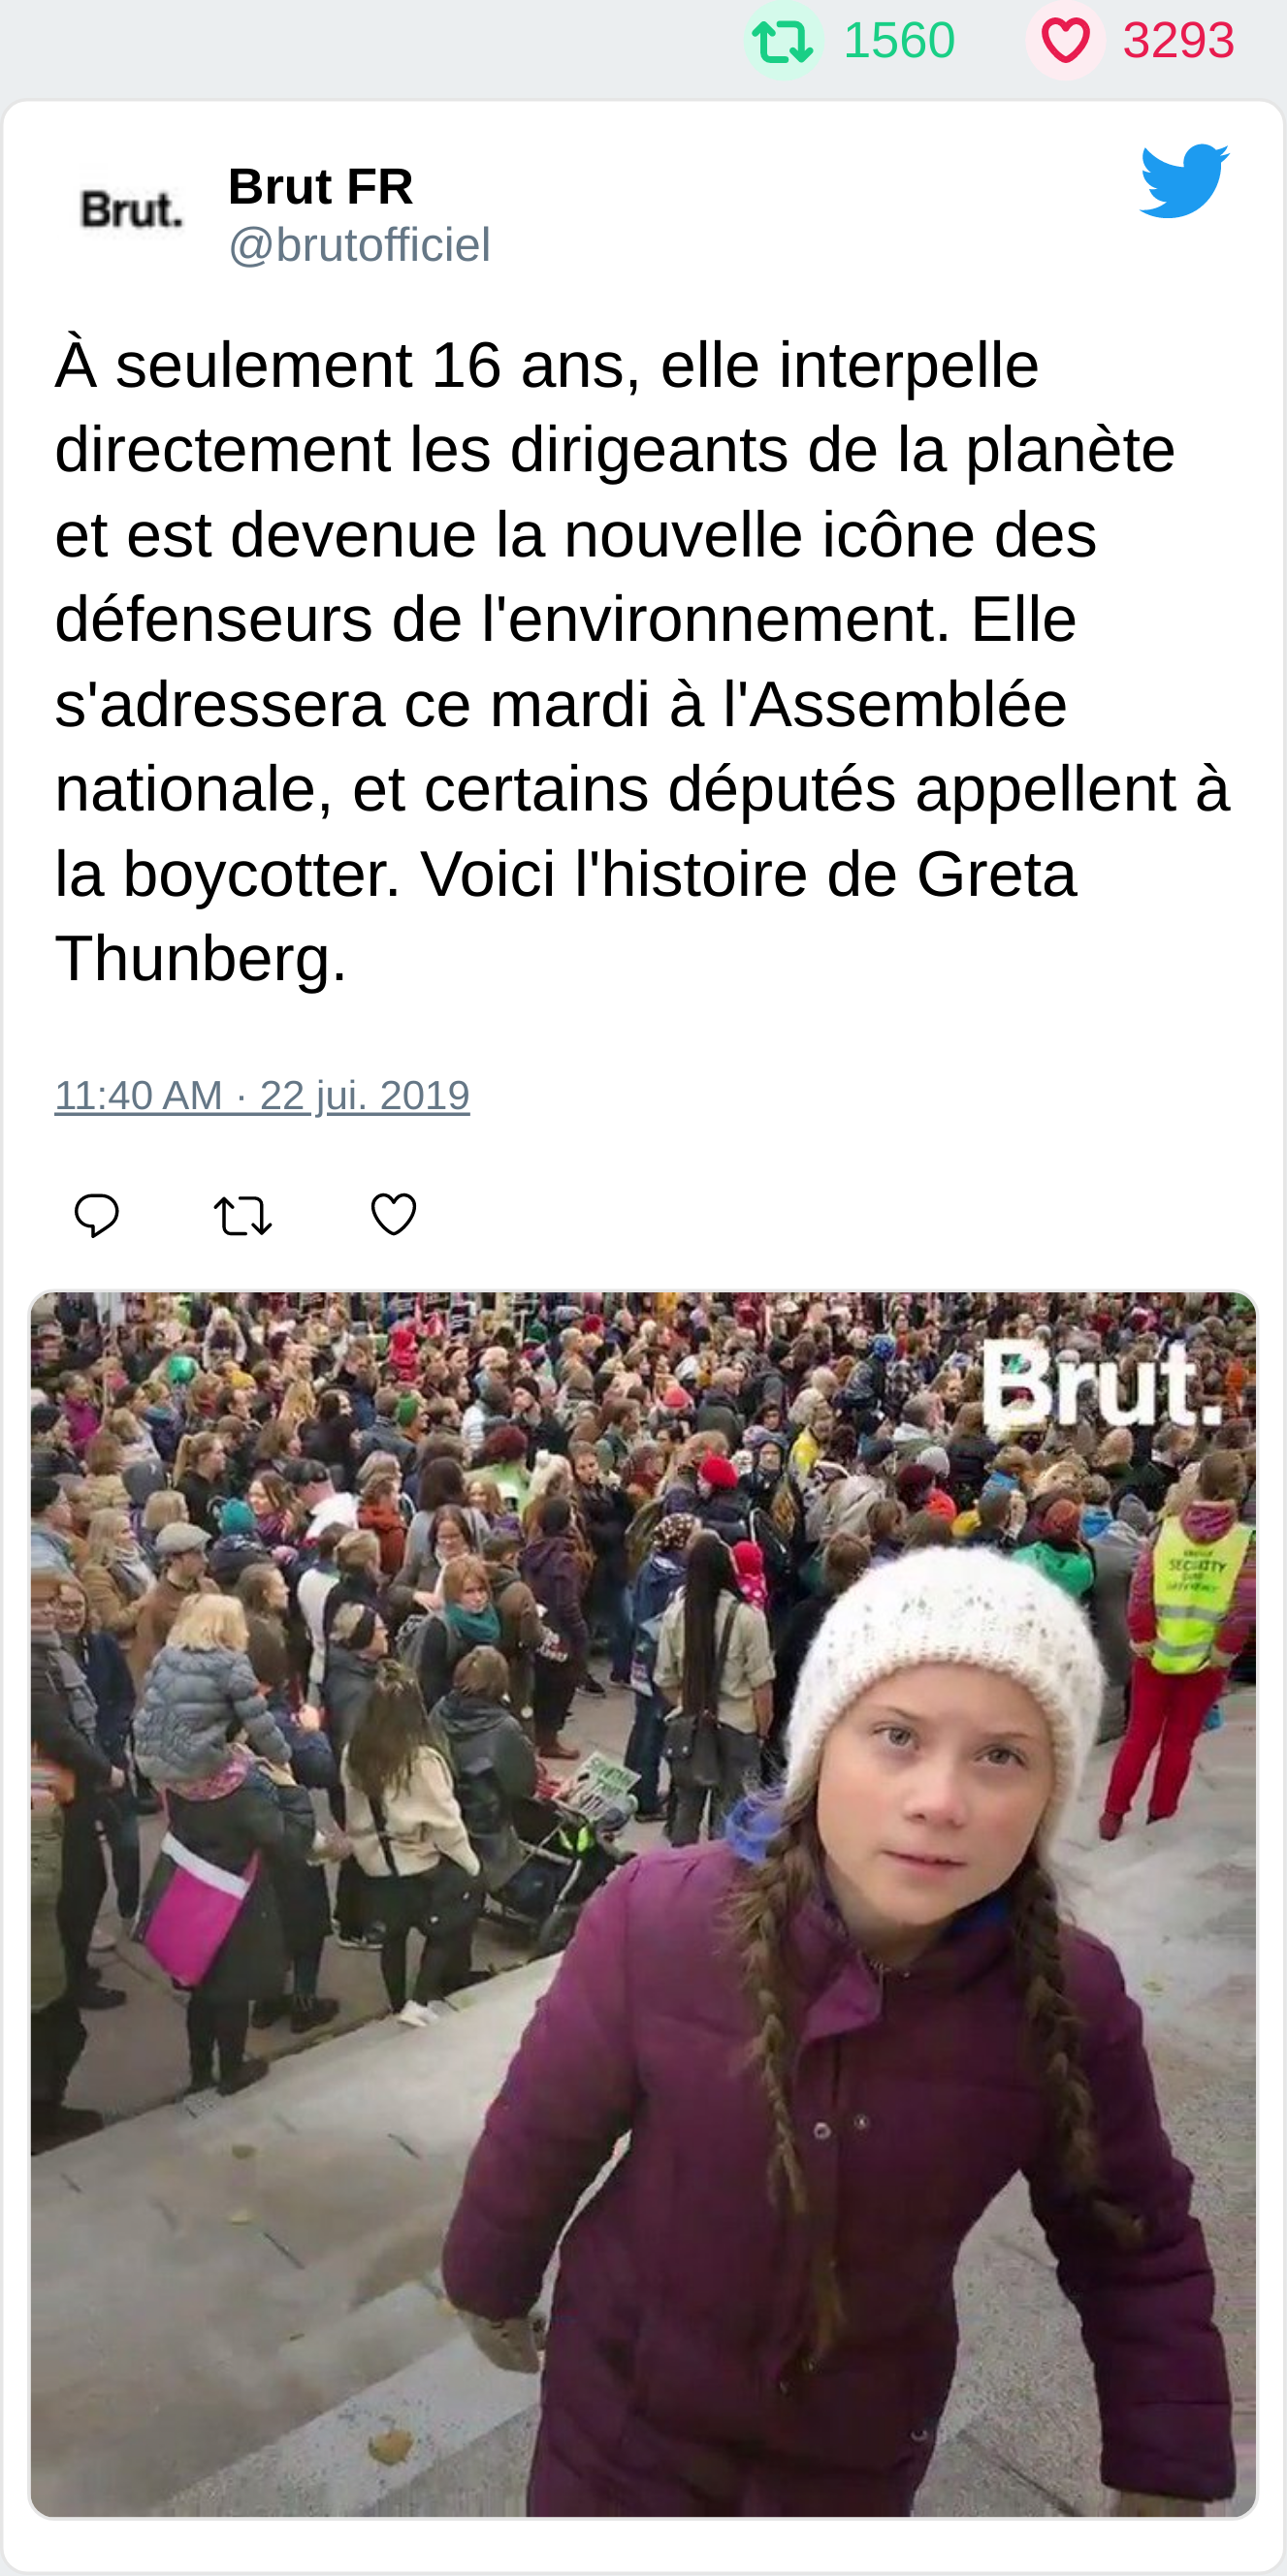 1560 3293
Brut.
Brut FR
@brutofficiel
À seulement 16 ans, elle interpelle
directement les dirigeants de la planète
et est devenue la nouvelle icône des
défenseurs de l'environnement. Elle
s'adressera ce mardi à l'Assemblée
nationale, et certains députés appellent à
la boycotter. Voici l'histoire de Greta
Thunberg.
11:40 AM · 22 jui. 2019
Brut.
SECURITY